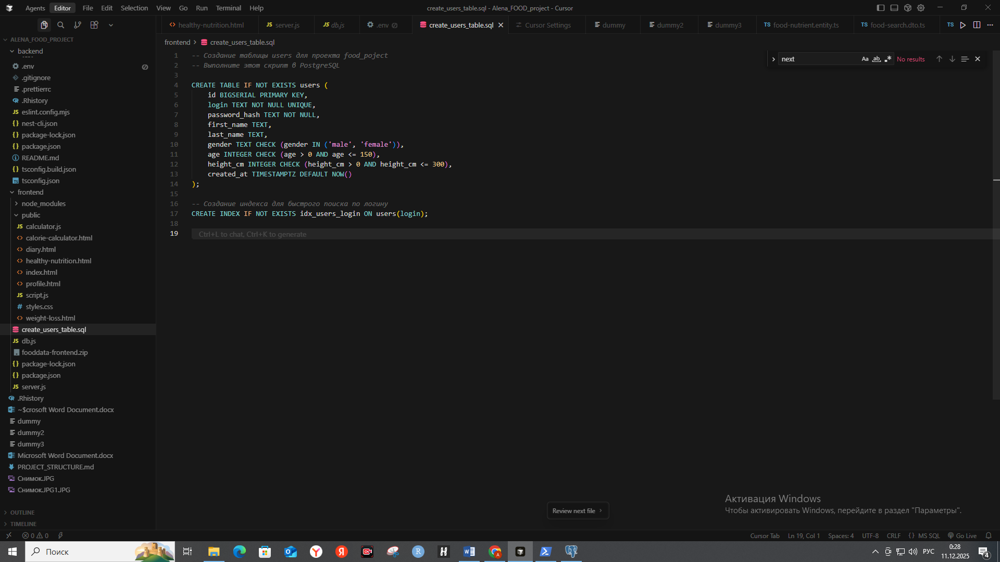 Agents Editor File Edit Selection View Go Run Terminal Help
create_users_table.sql - Alena_FOOD_project - Cursor
healthy-nutrition.html
server.js
db.js
.env
create_users_table.sql
Cursor Settings
dummy
dummy2
dummy3
TS food-nutrient.entity.ts
TS food-search.dto.ts
TS
ALENA_FOOD_PROJECT
backend
.env
.gitignore
.prettierrc
.Rhistory
eslint.config.mjs
nest-cli.json
package-lock.json
package.json
README.md
tsconfig.build.json
tsconfig.json
frontend
node_modules
public
calculator.js
calorie-calculator.html
diary.html
healthy-nutrition.html
index.html
profile.html
script.js
styles.css
weight-loss.html
create_users_table.sql
db.js
fooddata-frontend.zip
package-lock.json
package.json
server.js
.Rhistory
~$crosoft Word Document.docx
dummy
dummy2
dummy3
Microsoft Word Document.docx
PROJECT_STRUCTURE.md
Снимок.JPG
Снимок.JPG1.JPG
OUTLINE
TIMELINE
frontend > create_users_table.sql
next Aa ab No results
1 -- Создание таблицы users для проекта food_poject
2 -- Выполните этот скрипт в PostgreSQL
3
4 CREATE TABLE IF NOT EXISTS users (
5 id BIGSERIAL PRIMARY KEY,
6 login TEXT NOT NULL UNIQUE,
7 password_hash TEXT NOT NULL,
8 first_name TEXT,
9 last_name TEXT,
10 gender TEXT CHECK (gender IN ('male', 'female')),
11 age INTEGER CHECK (age > 0 AND age <= 150),
12 height_cm INTEGER CHECK (height_cm > 0 AND height_cm <= 300),
13 created_at TIMESTAMPTZ DEFAULT NOW()
14 );
15
16 -- Создание индекса для быстрого поиска по логину
17 CREATE INDEX IF NOT EXISTS idx_users_login ON users(login);
18
19 Ctrl+L to chat, Ctrl+K to generate
Review next file
Активация Windows
Чтобы активировать Windows, перейдите в раздел "Параметры".
0 0
Cursor Tab Ln 19, Col 1 Spaces: 4 UTF-8 CRLF {} MS SQL Go Live
Поиск
РУС
0:28
11.12.2025
4